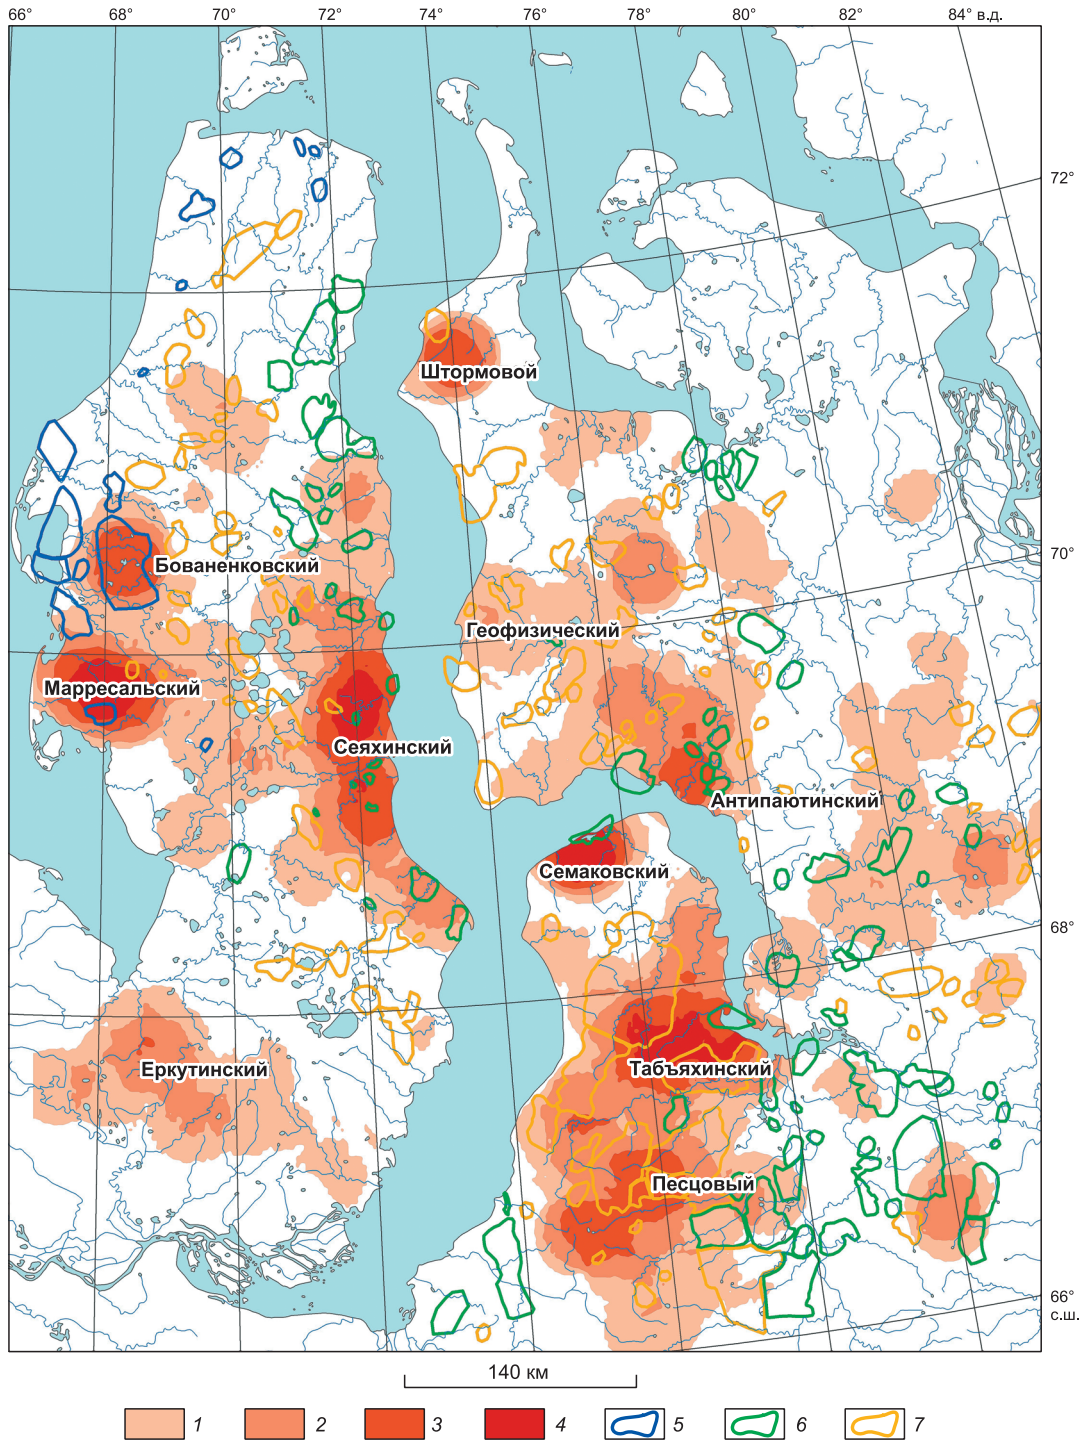 66° 68° 70° 72° 74° 76° 78° 80° 82° 84° в.д.
72°
Штормовой
70°
Бованенковский
Геофизический
Марресальский
Сеяхинский
Антипаютинский
Семаковский
68°
Еркутинский
Табъяхинский
Песцовый
66°
с.ш.
140 км
1 2 3 4 5 6 7